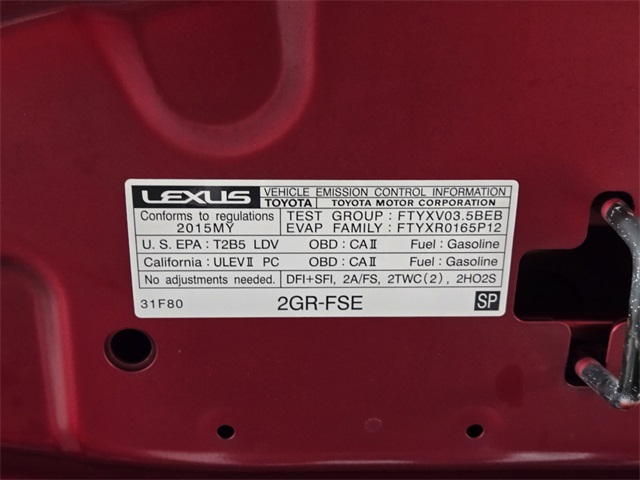 LEXUS VEHICLE EMISSION CONTROL INFORMATION
TOYOTA TOYOTA MOTOR CORPORATION
Conforms to regulations
2015MY
TEST GROUP : FTYXV03.5BEB
EVAP FAMILY : FTYXR0165P12
U. S. EPA : T2B5 LDV OBD : CAⅡ Fuel : Gasoline
California : ULEVⅡ PC OBD : CAⅡ Fuel : Gasoline
No adjustments needed. DFI+SFI, 2A/FS, 2TWC(2), 2HO2S
31F80 2GR-FSE SP